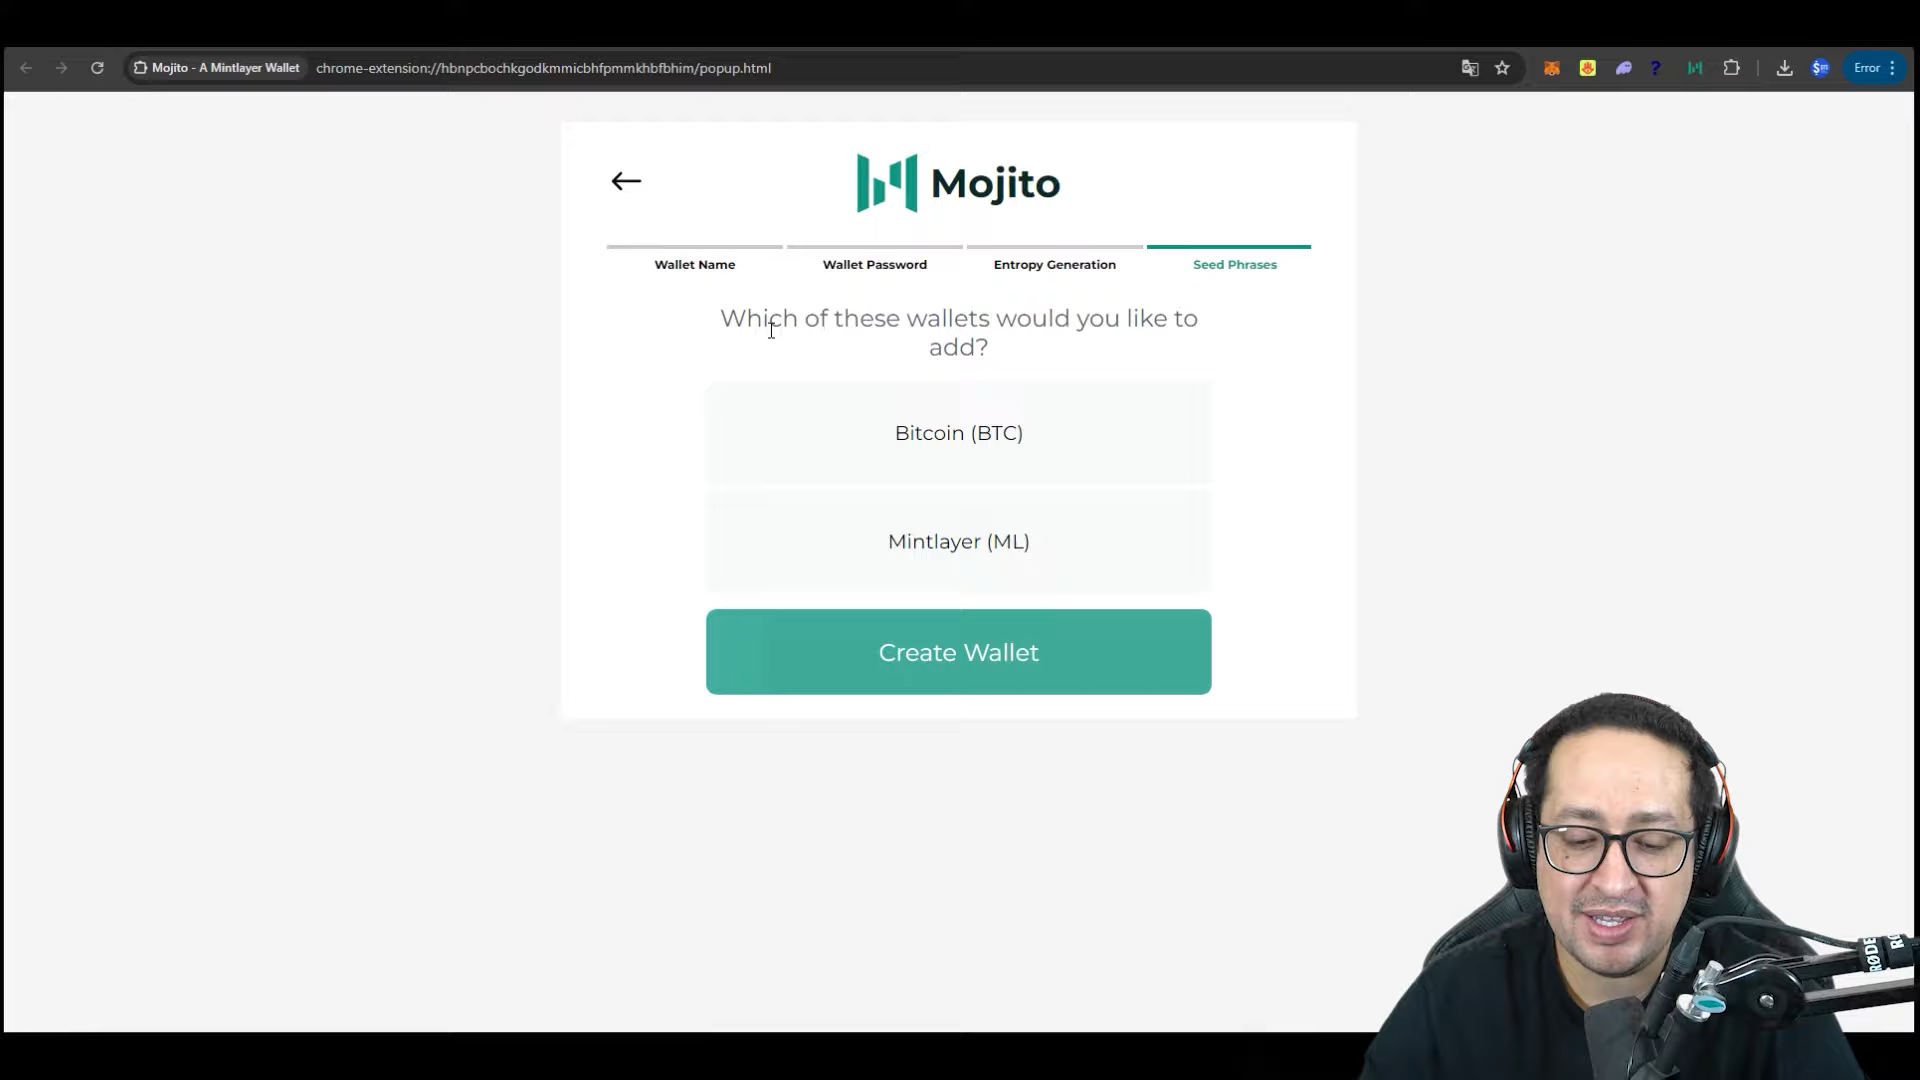 Mojito - A Mintlayer Wallet
chrome-extension://hbnpcbochkgodkmmicbhfpmmkhbfbhim/popup.html
Error
Mojito
Wallet Name
Wallet Password
Entropy Generation
Seed Phrases
Which of these wallets would you like to
add?
Bitcoin (BTC)
Mintlayer (ML)
Create Wallet
RØDE